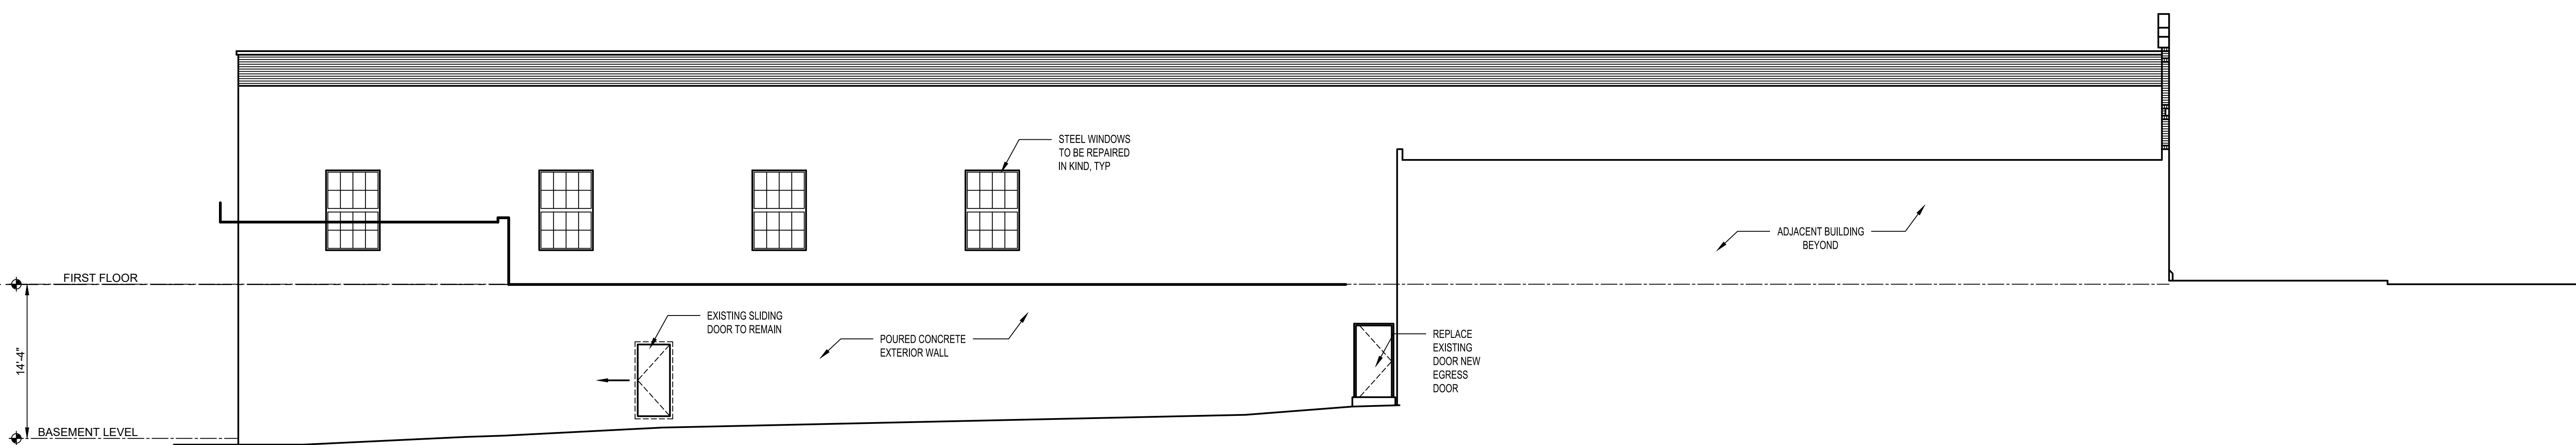 STEEL WINDOWS
TO BE REPAIRED
IN KIND, TYP
ADJACENT BUILDING
BEYOND
FIRST FLOOR
EXISTING SLIDING
DOOR TO REMAIN
POURED CONCRETE
EXTERIOR WALL
REPLACE
EXISTING
DOOR NEW
EGRESS
DOOR
14'-4"
BASEMENT LEVEL